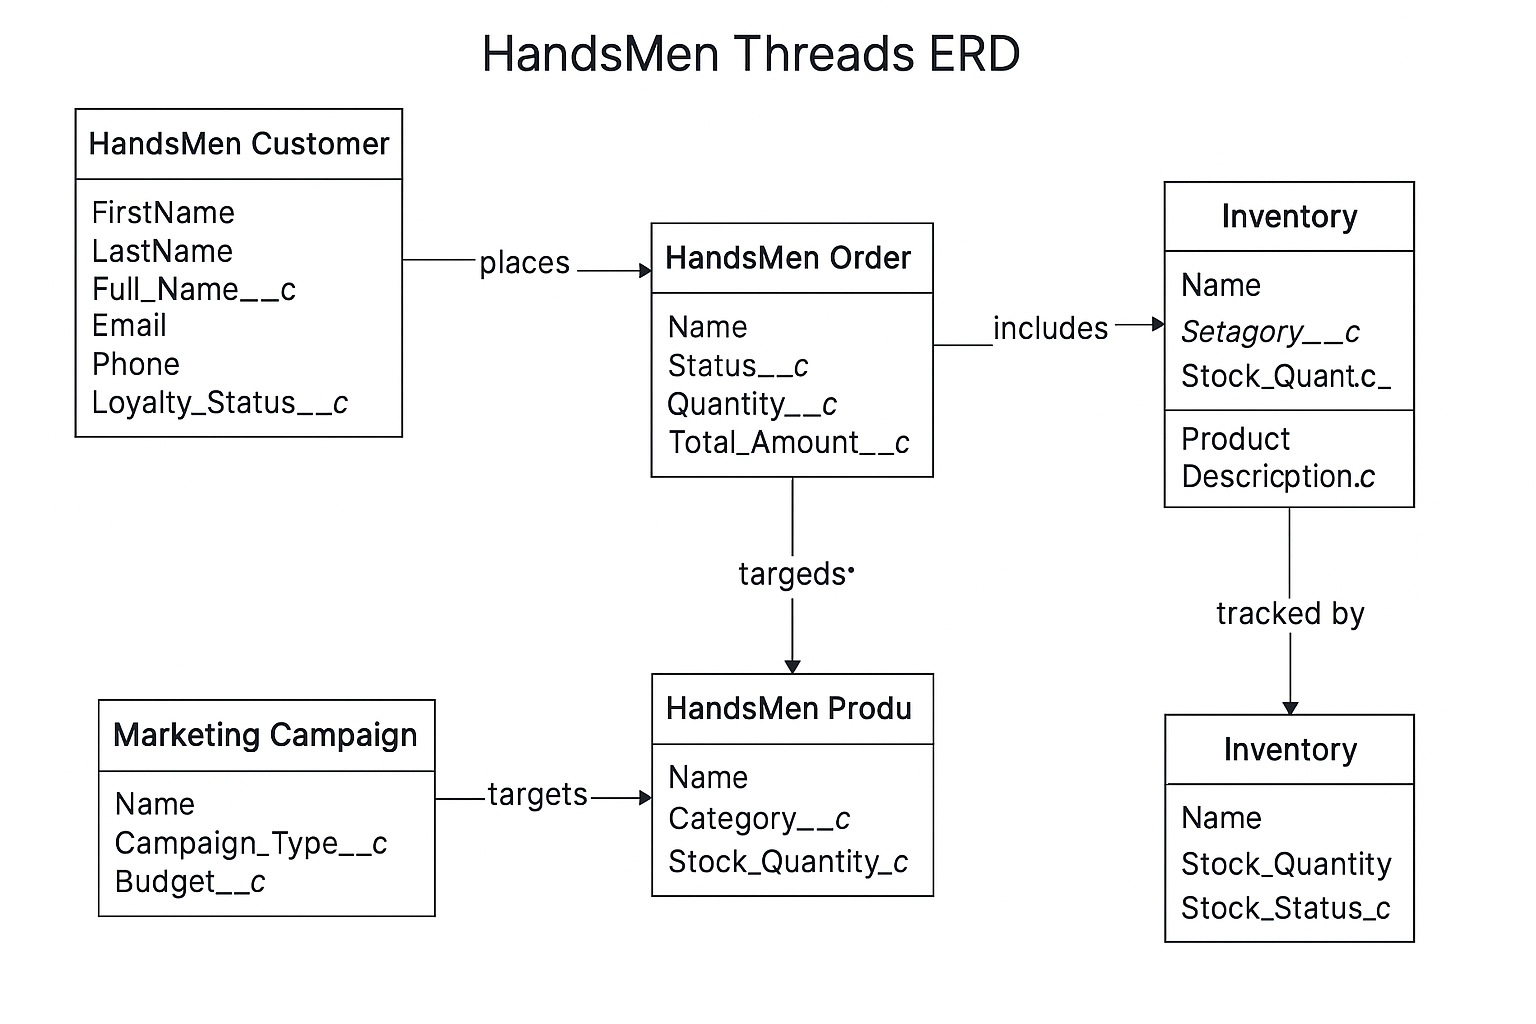 HandsMen Threads ERD
HandsMen Customer
FirstName
LastName
Full_Name__c
Email
Phone
Loyalty_Status__c
places
HandsMen Order
Name
Status__c
Quantity__c
Total_Amount__c
includes
Inventory
Name
Setagory__c
Stock_Quant.c_
Product
Descricption.c
targeds•
tracked by
Marketing Campaign
Name
Campaign_Type__c
Budget__c
targets
HandsMen Produ
Name
Category__c
Stock_Quantity_c
Inventory
Name
Stock_Quantity
Stock_Status_c